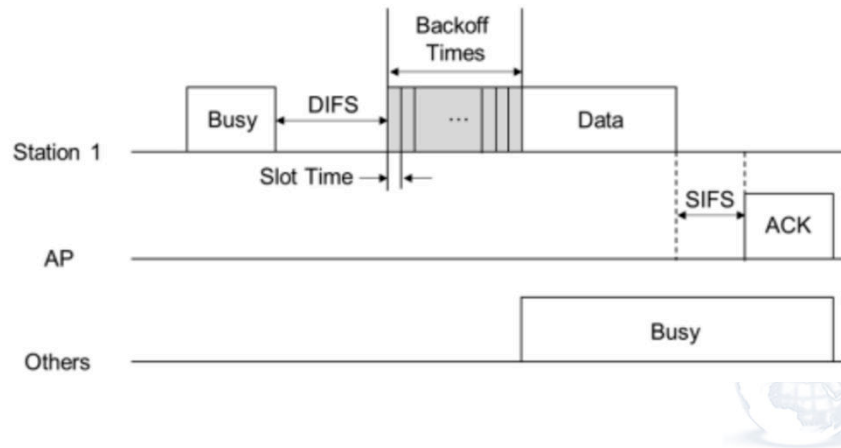 Backoff
Times
Busy
DIFS
...
Data
Station 1
Slot Time
SIFS
ACK
AP
Busy
Others